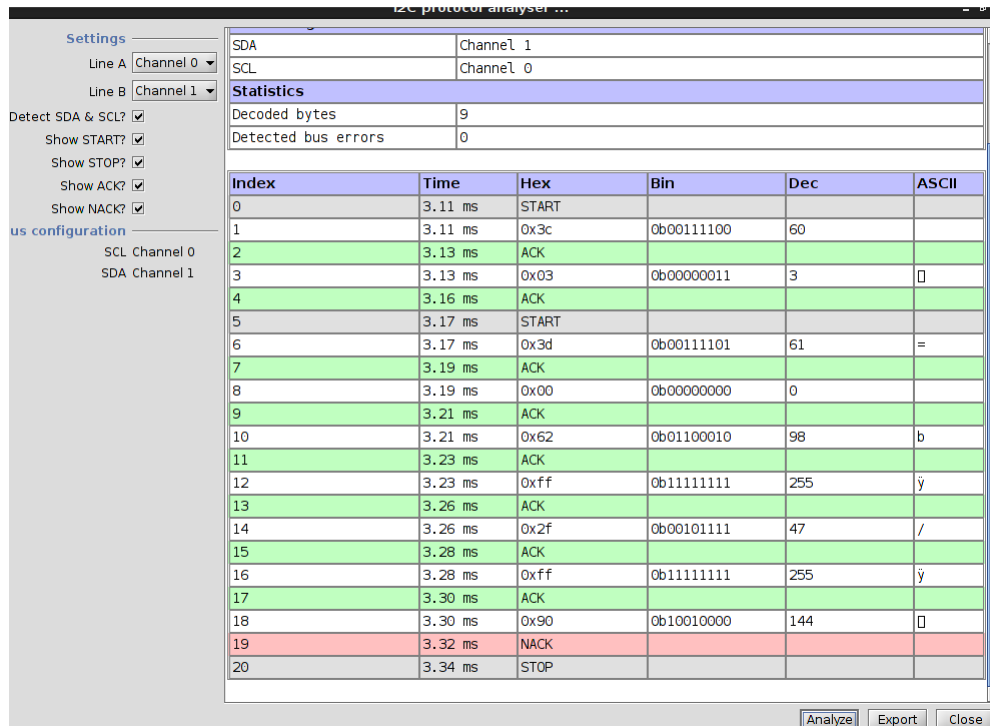 I2C protocol analyser ...
Settings
Line A Channel 0
Line B Channel 1
Detect SDA & SCL?
Show START?
Show STOP?
Show ACK?
Show NACK?
us configuration
SCL Channel 0
SDA Channel 1
SDA Channel 1
SCL Channel 0
Statistics
Decoded bytes 9
Detected bus errors 0
Index Time Hex Bin Dec ASCII
0 3.11 ms START
1 3.11 ms 0x3c 0b00111100 60
2 3.13 ms ACK
3 3.13 ms 0x03 0b00000011 3
4 3.16 ms ACK
5 3.17 ms START
6 3.17 ms 0x3d 0b00111101 61 =
7 3.19 ms ACK
8 3.19 ms 0x00 0b00000000 0
9 3.21 ms ACK
10 3.21 ms 0x62 0b01100010 98 b
11 3.23 ms ACK
12 3.23 ms 0xff 0b11111111 255 ÿ
13 3.26 ms ACK
14 3.26 ms 0x2f 0b00101111 47 /
15 3.28 ms ACK
16 3.28 ms 0xff 0b11111111 255 ÿ
17 3.30 ms ACK
18 3.30 ms 0x90 0b10010000 144
19 3.32 ms NACK
20 3.34 ms STOP
Analyze Export Close